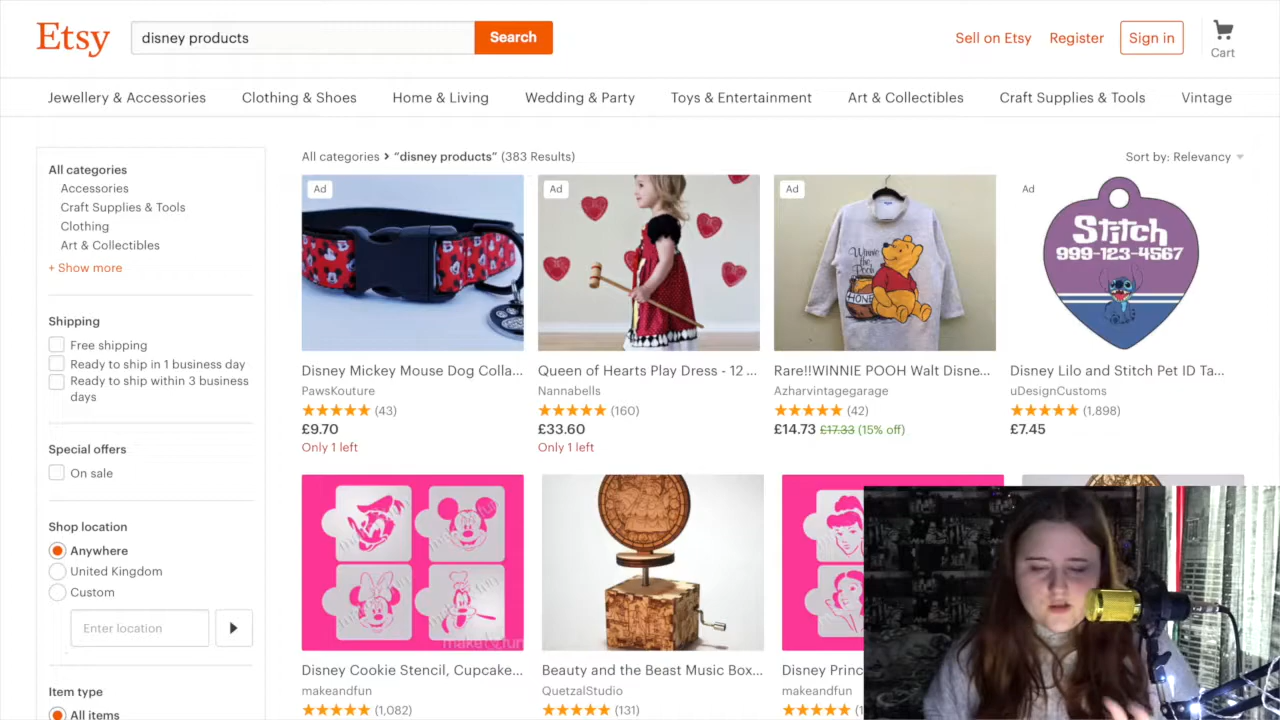 Etsy
disney products
Search
Sell on Etsy
Register
Sign in
Cart
Jewellery & Accessories
Clothing & Shoes
Home & Living
Wedding & Party
Toys & Entertainment
Art & Collectibles
Craft Supplies & Tools
Vintage
All categories
Accessories
Craft Supplies & Tools
Clothing
Art & Collectibles
+ Show more
Shipping
Free shipping
Ready to ship in 1 business day
Ready to ship within 3 business
days
Special offers
On sale
Shop location
Anywhere
United Kingdom
Custom
Enter location
Item type
All items
All categories > “disney products” (383 Results)
Sort by: Relevancy
Ad
Disney Mickey Mouse Dog Colla...
PawsKouture
(43)
£9.70
Only 1 left
Ad
Queen of Hearts Play Dress - 12 ...
Nannabells
(160)
£33.60
Only 1 left
Ad
Winnie
the
Pooh
HONEY
Rare!!WINNIE POOH Walt Disne...
Azharvintagegarage
(42)
£14.73 £17.33 (15% off)
Ad
Stitch
999-123-4567
Disney Lilo and Stitch Pet ID Ta...
uDesignCustoms
(1,898)
£7.45
make&fun
Disney Cookie Stencil, Cupcake...
makeandfun
(1,082)
Beauty and the Beast Music Box...
QuetzalStudio
(131)
Disney Princ
makeandfun